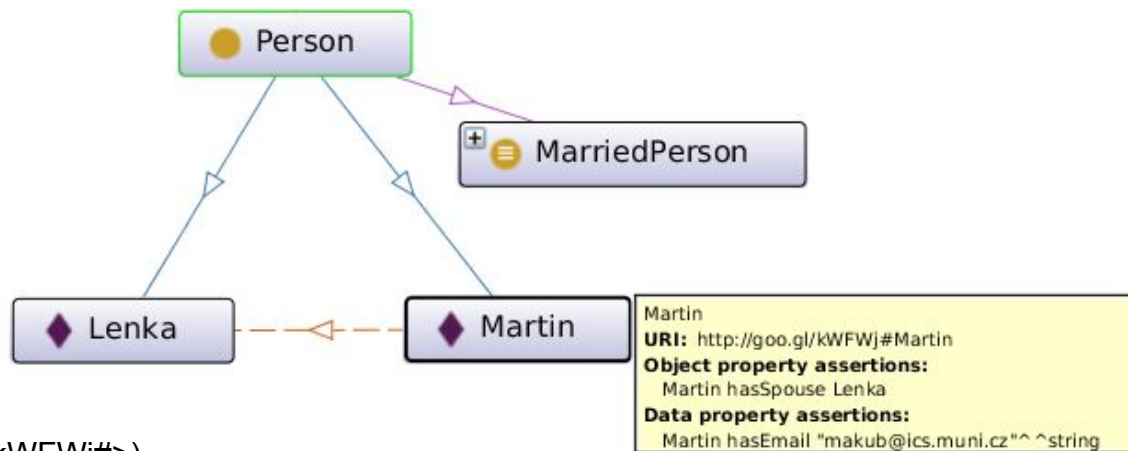 Person
MarriedPerson
Lenka
Martin
Martin
URI: http://goo.gl/kWFWj#Martin
Object property assertions:
Martin hasSpouse Lenka
Data property assertions:
Martin hasEmail "makub@ics.muni.cz"^^string